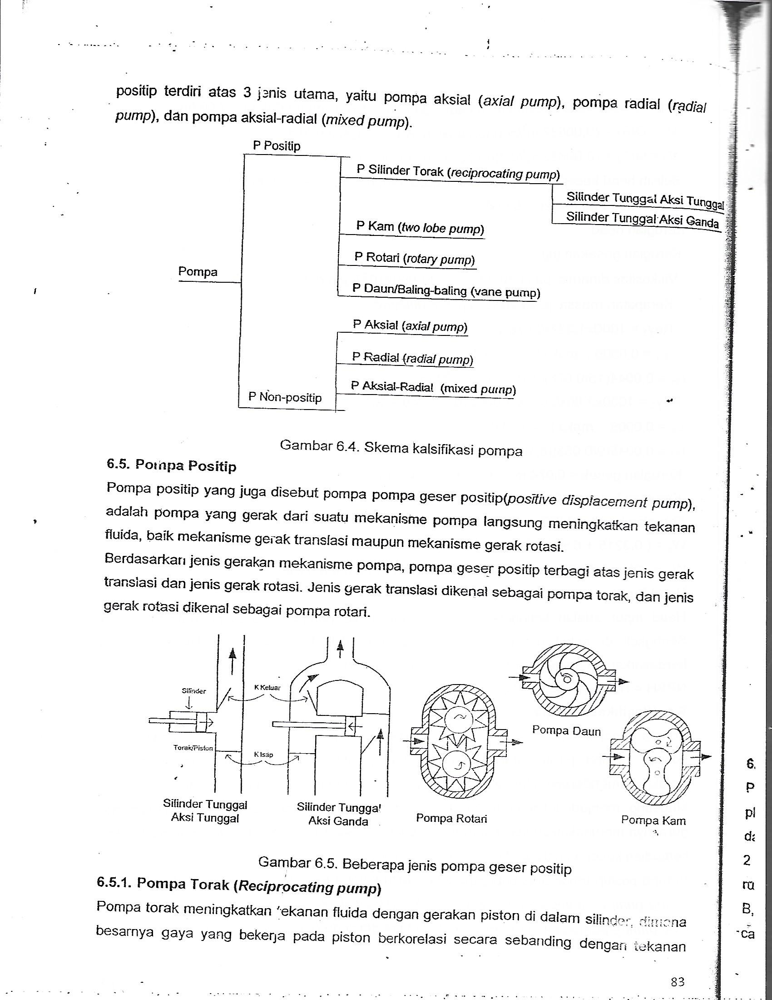 positip terdiri atas 3 jenis utama, yaitu pompa aksial (axial pump), pompa radial (radial
pump), dan pompa aksial-radial (mixed pump).
P Positip
P Silinder Torak (reciprocating pump)
Silinder Tunggal Aksi Tunggal
Silinder Tunggal Aksi Ganda
P Kam (two lobe pump)
P Rotari (rotary pump)
Pompa
P Daun/Baling-baling (vane pump)
P Aksial (axial pump)
P Radial (radial pump)
P Aksial-Radial (mixed pump)
P Non-positip
Gambar 6.4. Skema kalsifikasi pompa
6.5. Pompa Positip
Pompa positip yang juga disebut pompa pompa geser positip(positive displacement pump),
adalah pompa yang gerak dari suatu mekanisme pompa langsung meningkatkan tekanan
fluida, baik mekanisme gerak translasi maupun mekanisme gerak rotasi.
Berdasarkan jenis gerakan mekanisme pompa, pompa geser positip terbagi atas jenis gerak
translasi dan jenis gerak rotasi. Jenis gerak translasi dikenal sebagai pompa torak, dan jenis
gerak rotasi dikenal sebagai pompa rotari.
Silinder
K Keluar
Torak/Piston
K Isap
Silinder Tunggal
Aksi Tunggal
Silinder Tunggal
Aksi Ganda
Pompa Rotari
Pompa Daun
Pompa Kam
Gambar 6.5. Beberapa jenis pompa geser positip
6.5.1. Pompa Torak (Reciprocating pump)
Pompa torak meningkatkan tekanan fluida dengan gerakan piston di dalam silinder, dimana
besarnya gaya yang bekerja pada piston berkorelasi secara sebanding dengan tekanan
83
6.
P
pl
2
B,
ca